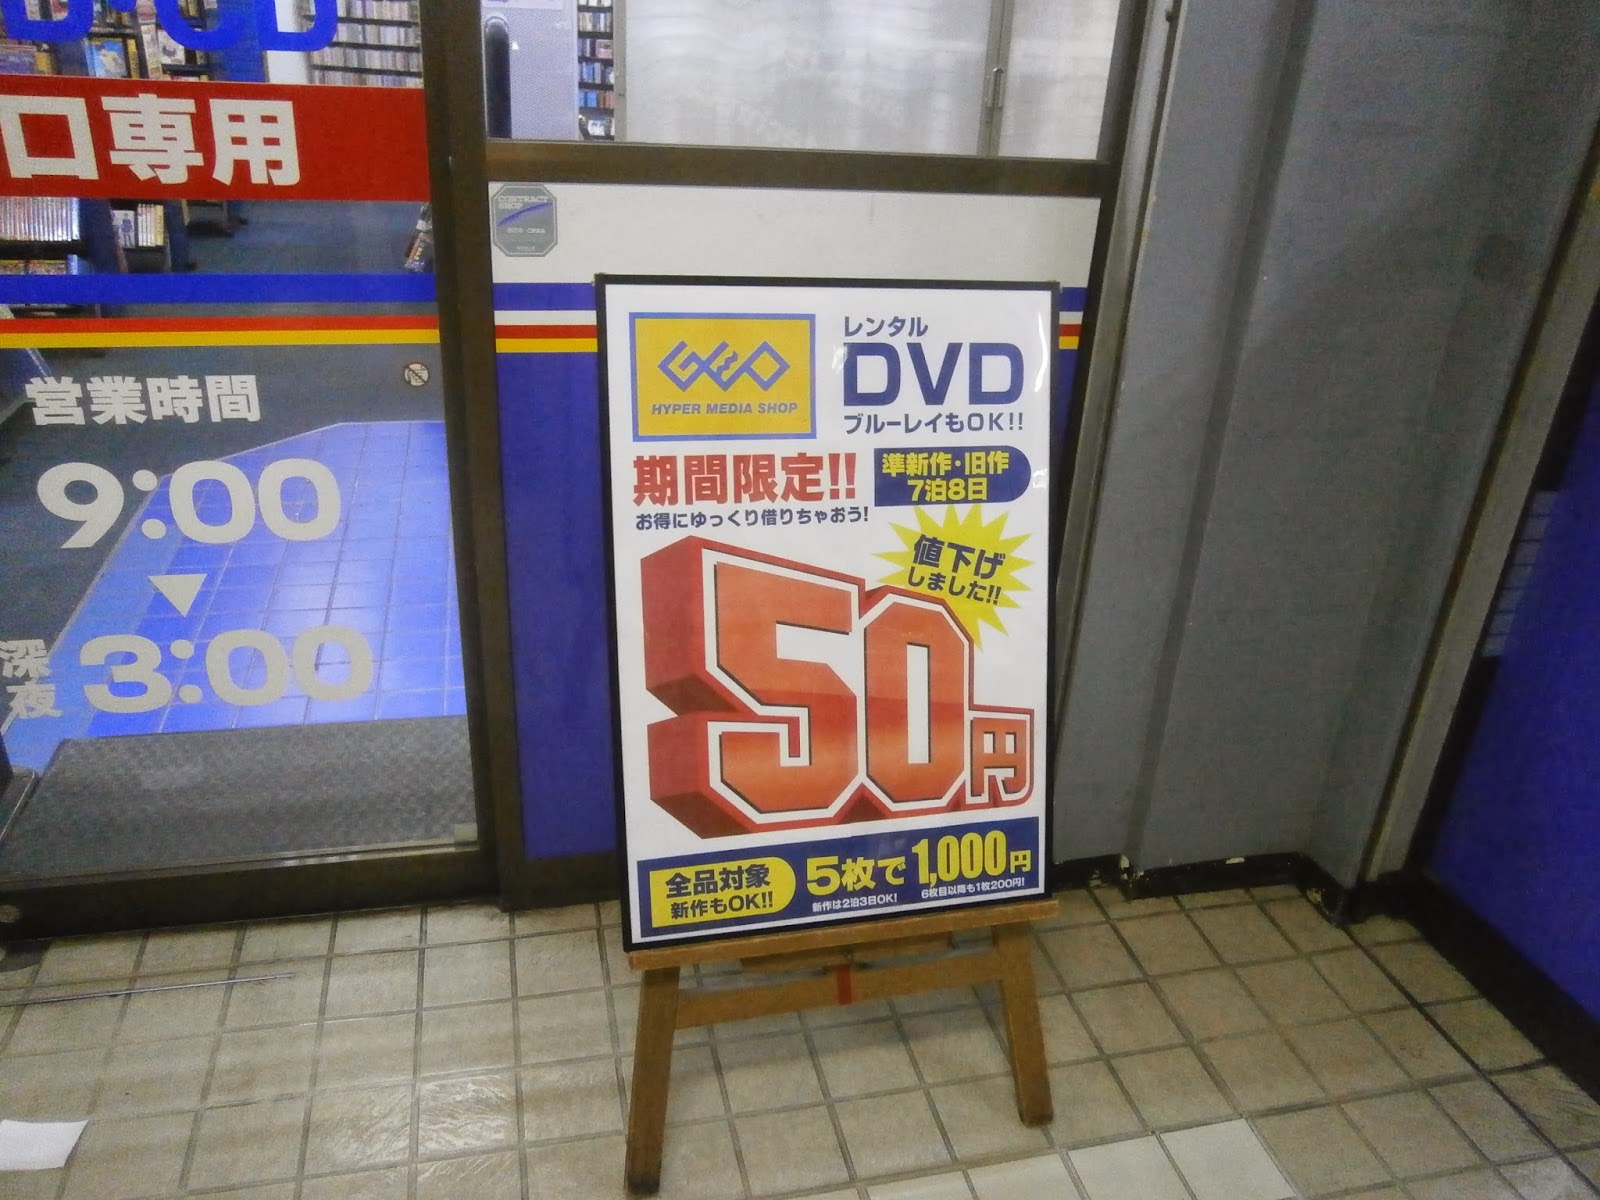 D・CD
口専用
営業時間
9:00
▼
深夜 3:00
CONTRACT
SHOP
GEO
HYPER MEDIA SHOP
レンタル
DVD
ブルーレイもOK!!
期間限定!!
準新作・旧作
7泊8日
お得にゆっくり借りちゃおう!
値下げ
しました!!
50円
全品対象
新作もOK!!
5枚で1,000円
新作は2泊3日OK!
6枚目以降も1枚200円!